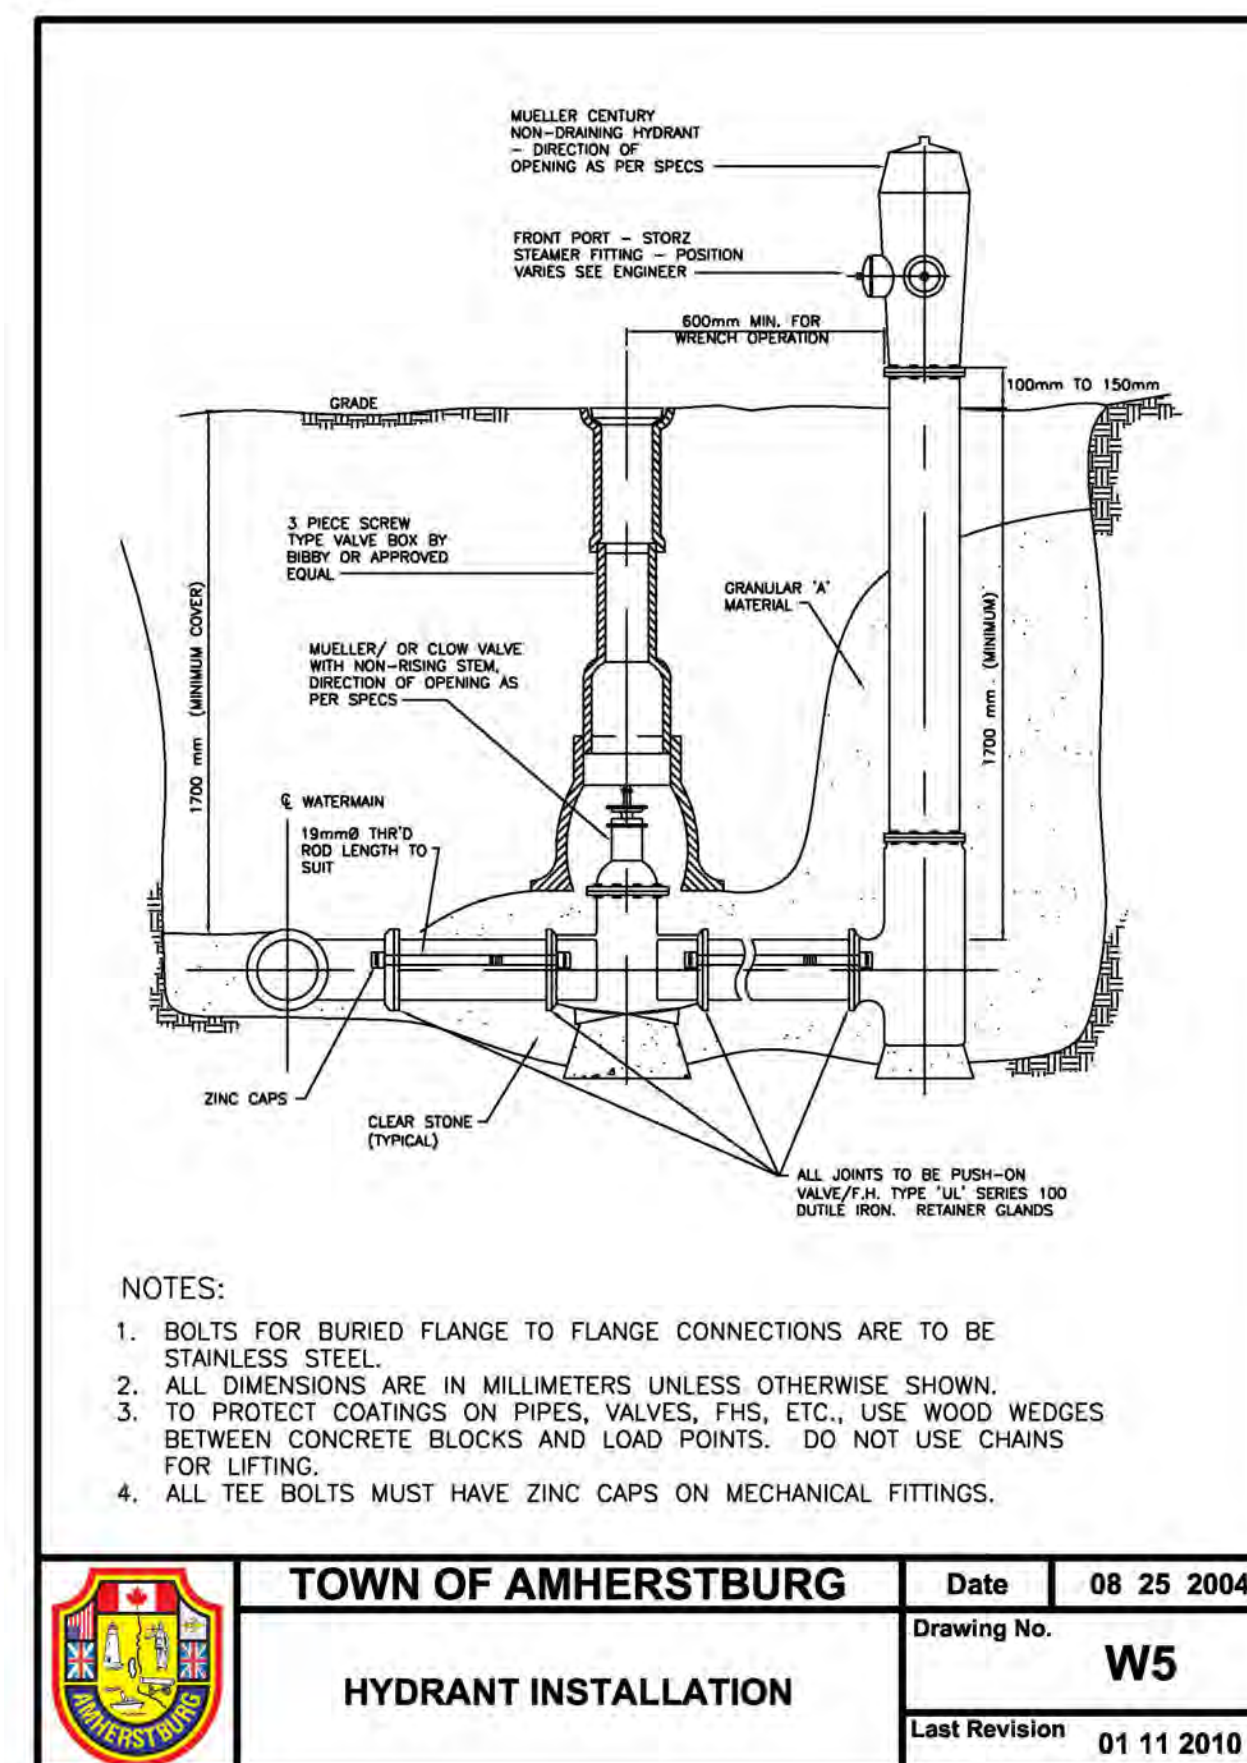 MUELLER CENTURY
NON-DRAINING HYDRANT
- DIRECTION OF
OPENING AS PER SPECS
FRONT PORT - STORZ
STEAMER FITTING - POSITION
VARIES SEE ENGINEER
600mm MIN. FOR
WRENCH OPERATION
100mm TO 150mm
GRADE
3 PIECE SCREW
TYPE VALVE BOX BY
BIBBY OR APPROVED
EQUAL
GRANULAR 'A'
MATERIAL
1700 mm (MINIMUM COVER)
MUELLER/ OR CLOW VALVE
WITH NON-RISING STEM,
DIRECTION OF OPENING AS
PER SPECS
1700 mm . (MINIMUM)
℄ WATERMAIN
19mmØ THR'D
ROD LENGTH TO
SUIT
ZINC CAPS
CLEAR STONE
(TYPICAL)
ALL JOINTS TO BE PUSH-ON
VALVE/F.H. TYPE 'UL' SERIES 100
DUTILE IRON. RETAINER GLANDS
NOTES:
1. BOLTS FOR BURIED FLANGE TO FLANGE CONNECTIONS ARE TO BE
STAINLESS STEEL.
2. ALL DIMENSIONS ARE IN MILLIMETERS UNLESS OTHERWISE SHOWN.
3. TO PROTECT COATINGS ON PIPES, VALVES, FHS, ETC., USE WOOD WEDGES
BETWEEN CONCRETE BLOCKS AND LOAD POINTS. DO NOT USE CHAINS
FOR LIFTING.
4. ALL TEE BOLTS MUST HAVE ZINC CAPS ON MECHANICAL FITTINGS.
AMHERSTBURG
TOWN OF AMHERSTBURG
HYDRANT INSTALLATION
Date 08 25 2004
Drawing No.
W5
Last Revision 01 11 2010